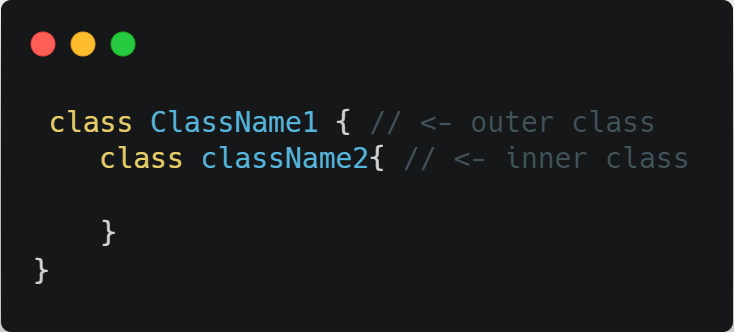 class ClassName1 { // <- outer class
class className2{ // <- inner class
}
}